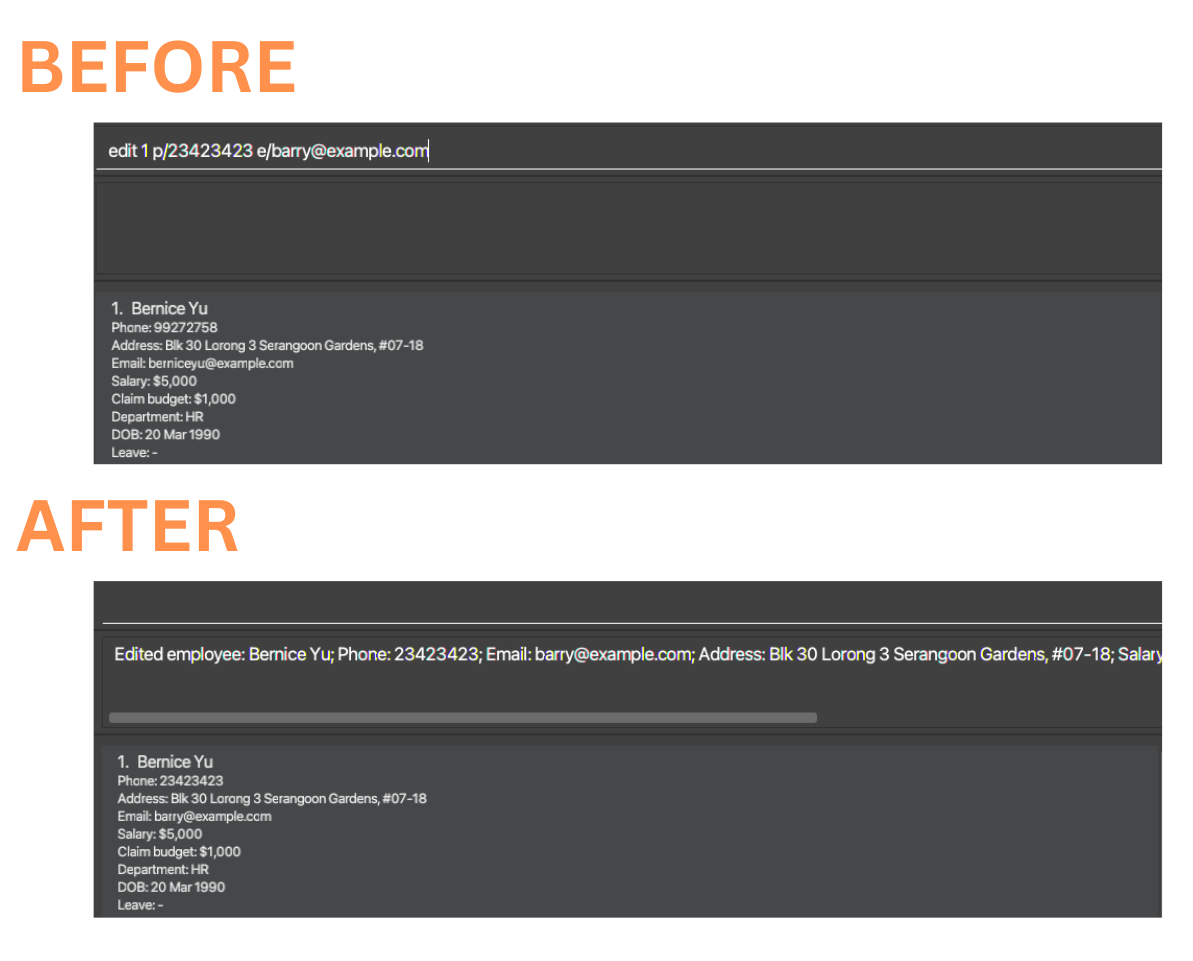 BEFORE
edit 1 p/23423423 e/barry@example.com
1. Bernice Yu
Phone: 99272758
Address: Blk 30 Lorong 3 Serangoon Gardens, #07-18
Email: berniceyu@example.com
Salary: $5,000
Claim budget: $1,000
Department: HR
DOB: 20 Mar 1990
Leave: -
AFTER
Edited employee: Bernice Yu; Phone: 23423423; Email: barry@example.com; Address: Blk 30 Lorong 3 Serangoon Gardens, #07-18; Salary
1. Bernice Yu
Phone: 23423423
Address: Blk 30 Lorong 3 Serangoon Gardens, #07-18
Email: barry@example.com
Salary: $5,000
Claim budget: $1,000
Department: HR
DOB: 20 Mar 1990
Leave: -